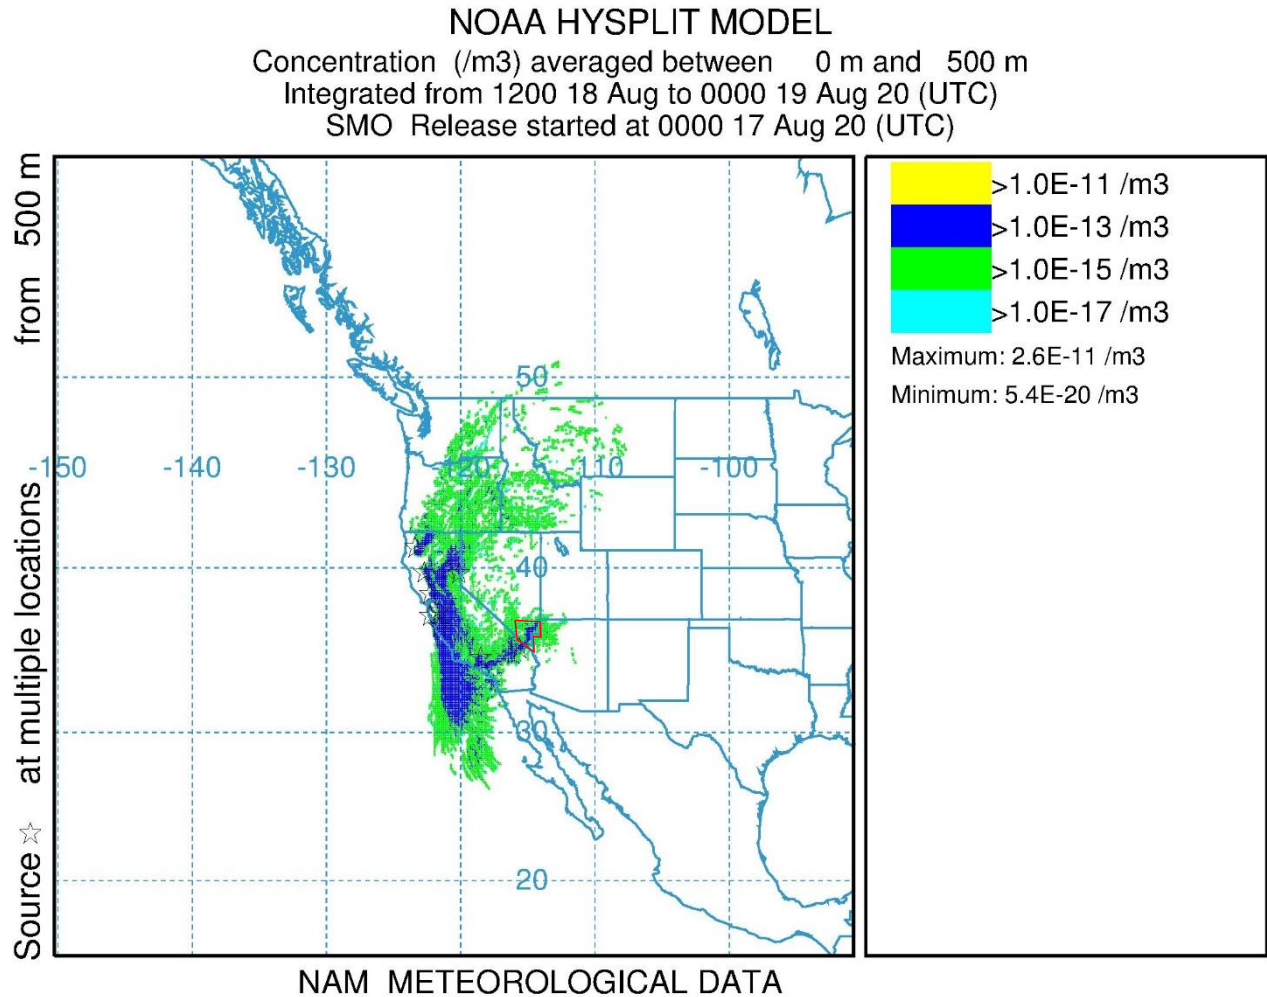 NOAA HYSPLIT MODEL
Concentration (/m3) averaged between 0 m and 500 m
Integrated from 1200 18 Aug to 0000 19 Aug 20 (UTC)
SMO Release started at 0000 17 Aug 20 (UTC)
Source ☆ at multiple locations from 500 m
>1.0E-11 /m3
>1.0E-13 /m3
>1.0E-15 /m3
>1.0E-17 /m3
Maximum: 2.6E-11 /m3
Minimum: 5.4E-20 /m3
50
-150 -140 -130 -120 -110 -100
40
30
20
NAM METEOROLOGICAL DATA